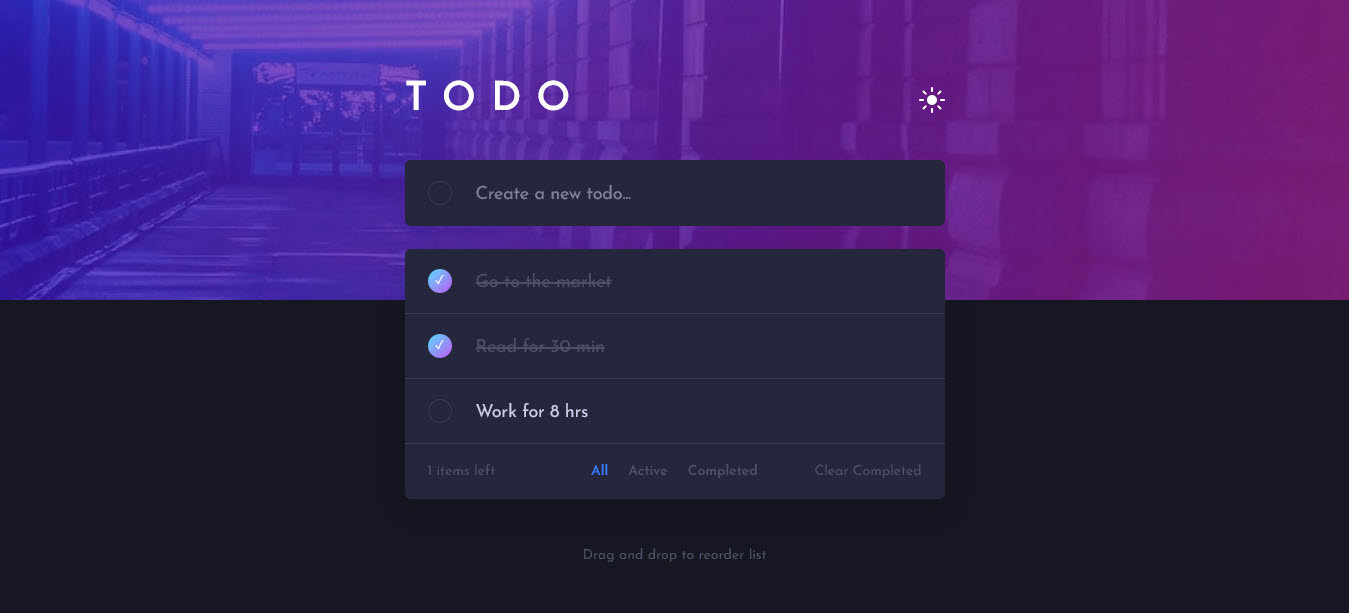 TODO
Create a new todo...
Go to the market
Read for 30 min
Work for 8 hrs
1 items left All Active Completed Clear Completed
Drag and drop to reorder list